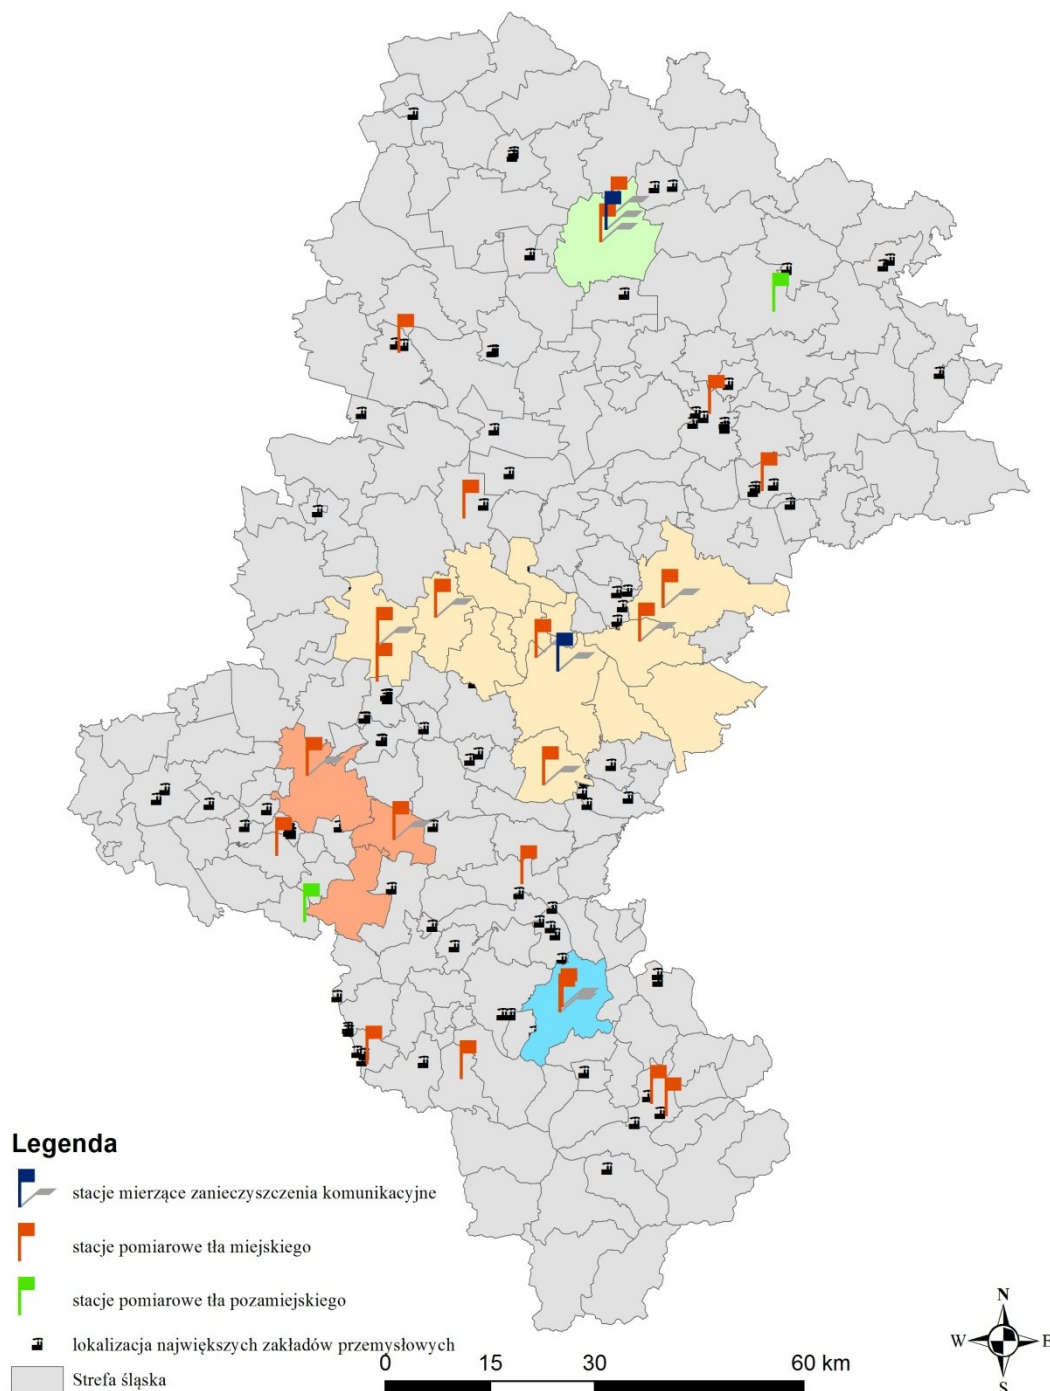 Legenda
stacje mierzące zanieczyszczenia komunikacyjne
stacje pomiarowe tła miejskiego
stacje pomiarowe tła pozamiejskiego
lokalizacja największych zakładów przemysłowych
Strefa śląska
0 15 30 60 km
N
W E
S